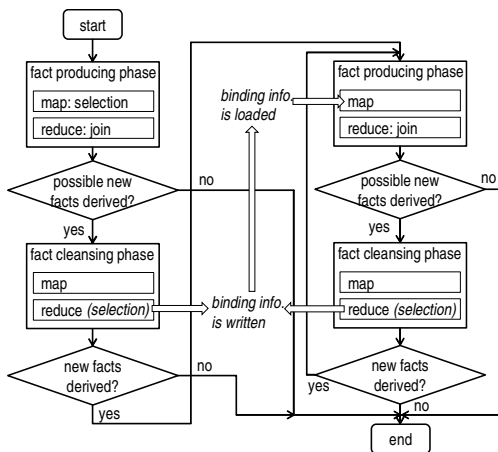 start
fact producing phase
map: selection
reduce: join
possible new
facts derived?
no
yes
fact cleansing phase
map
reduce (selection)
new facts
derived?
no
yes
binding info.
is loaded
binding info.
is written
fact producing phase
map
reduce: join
possible new
facts derived?
no
yes
fact cleansing phase
map
reduce (selection)
new facts
derived?
yes
no
end